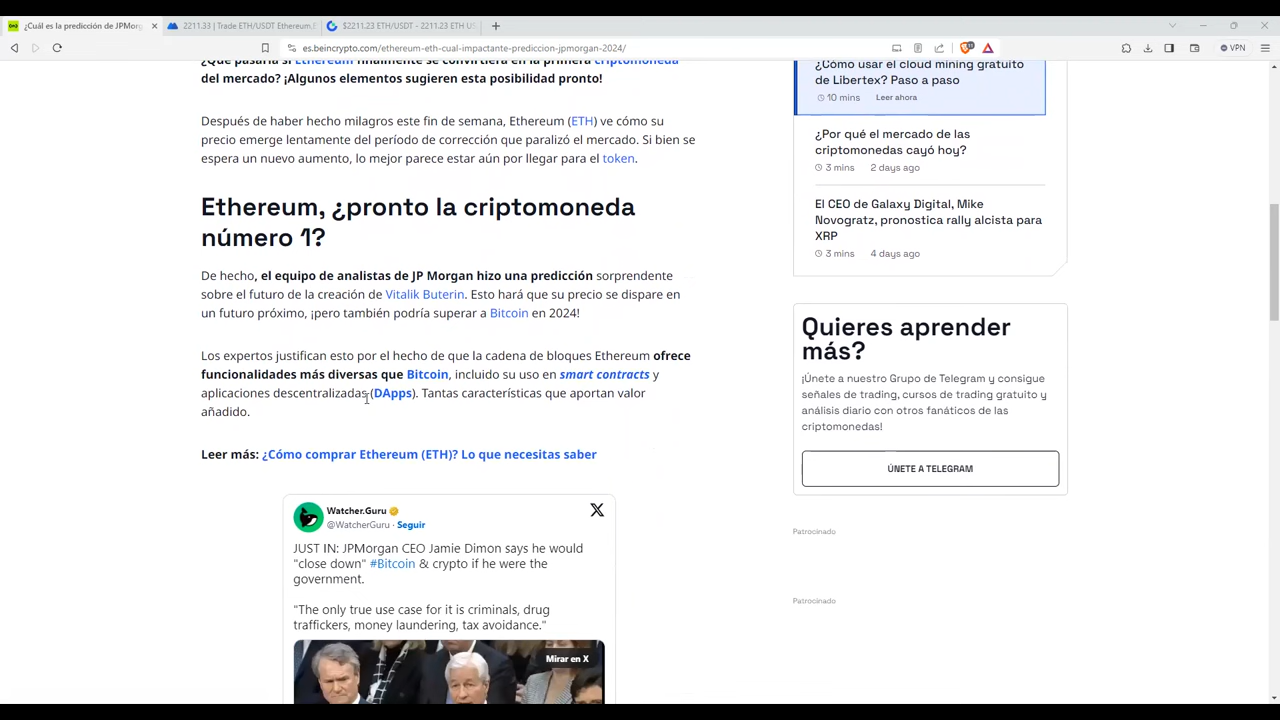 ¿Cuál es la predicción de JPMorg
2211.33 | Trade ETH/USDT Ethereum,
$2211.23 ETH/USDT - 2211.23 ETH US
es.beincrypto.com/ethereum-eth-cual-impactante-prediccion-jpmorgan-2024/
VPN
¿Qué pasaría si Ethereum finalmente se convirtiera en la primera criptomoneda
del mercado? ¡Algunos elementos sugieren esta posibilidad pronto!
Después de haber hecho milagros este fin de semana, Ethereum (ETH) ve cómo su
precio emerge lentamente del período de corrección que paralizó el mercado. Si bien se
espera un nuevo aumento, lo mejor parece estar aún por llegar para el token.
Ethereum, ¿pronto la criptomoneda
número 1?
De hecho, el equipo de analistas de JP Morgan hizo una predicción sorprendente
sobre el futuro de la creación de Vitalik Buterin. Esto hará que su precio se dispare en
un futuro próximo, ¡pero también podría superar a Bitcoin en 2024!
Los expertos justifican esto por el hecho de que la cadena de bloques Ethereum ofrece
funcionalidades más diversas que Bitcoin, incluido su uso en smart contracts y
aplicaciones descentralizadas (DApps). Tantas características que aportan valor
añadido.
Leer más: ¿Cómo comprar Ethereum (ETH)? Lo que necesitas saber
Watcher.Guru
@WatcherGuru · Seguir
JUST IN: JPMorgan CEO Jamie Dimon says he would
"close down" #Bitcoin & crypto if he were the
government.
"The only true use case for it is criminals, drug
traffickers, money laundering, tax avoidance."
Mirar en X
¿Cómo usar el cloud mining gratuito
de Libertex? Paso a paso
10 mins Leer ahora
¿Por qué el mercado de las
criptomonedas cayó hoy?
3 mins 2 days ago
El CEO de Galaxy Digital, Mike
Novogratz, pronostica rally alcista para
XRP
3 mins 4 days ago
Quieres aprender
más?
¡Únete a nuestro Grupo de Telegram y consigue
señales de trading, cursos de trading gratuito y
análisis diario con otros fanáticos de las
criptomonedas!
ÚNETE A TELEGRAM
Patrocinado
Patrocinado